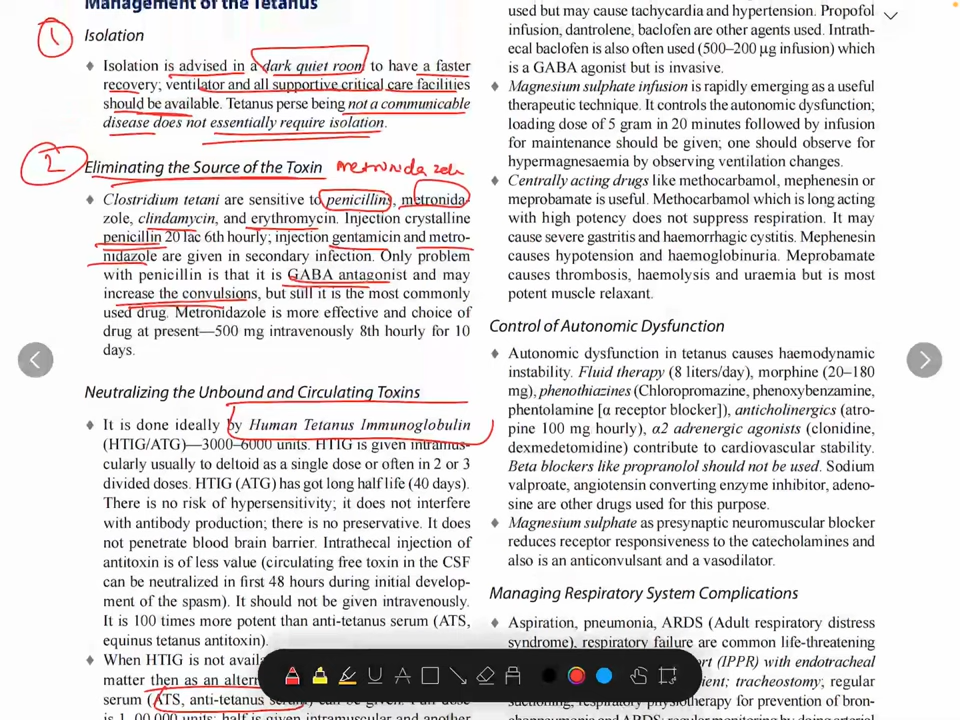 Management of the Tetanus
1
Isolation
♦ Isolation is advised in a dark quiet room to have a faster
recovery; ventilator and all supportive critical care facilities
should be available. Tetanus perse being not a communicable
disease does not essentially require isolation.
2
Eliminating the Source of the Toxin metronidazole
♦ Clostridium tetani are sensitive to penicillins, metronida-
zole, clindamycin, and erythromycin. Injection crystalline
penicillin 20 lac 6th hourly; injection gentamicin and metro-
nidazole are given in secondary infection. Only problem
with penicillin is that it is GABA antagonist and may
increase the convulsions, but still it is the most commonly
used drug. Metronidazole is more effective and choice of
drug at present—500 mg intravenously 8th hourly for 10
days.
Neutralizing the Unbound and Circulating Toxins
♦ It is done ideally by Human Tetanus Immunoglobulin
(HTIG/ATG)—3000–6000 units. HTIG is given intramus-
cularly usually to deltoid as a single dose or often in 2 or 3
divided doses. HTIG (ATG) has got long half life (40 days).
There is no risk of hypersensitivity; it does not interfere
with antibody production; there is no preservative. It does
not penetrate blood brain barrier. Intrathecal injection of
antitoxin is of less value (circulating free toxin in the CSF
can be neutralized in first 48 hours during initial develop-
ment of the spasm). It should not be given intravenously.
It is 100 times more potent than anti-tetanus serum (ATS,
equinus tetanus antitoxin).
♦ When HTIG is not avail
matter then as an altern
serum (ATS, anti-tetanus
is 1, 00,000 units; half is given intramuscular and another
used but may cause tachycardia and hypertension. Propofol
infusion, dantrolene, baclofen are other agents used. Intrath-
ecal baclofen is also often used (500–200 μg infusion) which
is a GABA agonist but is invasive.
♦ Magnesium sulphate infusion is rapidly emerging as a useful
therapeutic technique. It controls the autonomic dysfunction;
loading dose of 5 gram in 20 minutes followed by infusion
for maintenance should be given; one should observe for
hypermagnesaemia by observing ventilation changes.
♦ Centrally acting drugs like methocarbamol, mephenesin or
meprobamate is useful. Methocarbamol which is long acting
with high potency does not suppress respiration. It may
cause severe gastritis and haemorrhagic cystitis. Mephenesin
causes hypotension and haemoglobinuria. Meprobamate
causes thrombosis, haemolysis and uraemia but is most
potent muscle relaxant.
Control of Autonomic Dysfunction
♦ Autonomic dysfunction in tetanus causes haemodynamic
instability. Fluid therapy (8 liters/day), morphine (20–180
mg), phenothiazines (Chloropromazine, phenoxybenzamine,
phentolamine [α receptor blocker]), anticholinergics (atro-
pine 100 mg hourly), α2 adrenergic agonists (clonidine,
dexmedetomidine) contribute to cardiovascular stability.
Beta blockers like propranolol should not be used. Sodium
valproate, angiotensin converting enzyme inhibitor, adeno-
sine are other drugs used for this purpose.
♦ Magnesium sulphate as presynaptic neuromuscular blocker
reduces receptor responsiveness to the catecholamines and
also is an anticonvulsant and a vasodilator.
Managing Respiratory System Complications
♦ Aspiration, pneumonia, ARDS (Adult respiratory distress
syndrome), respiratory failure are common life-threatening
ort (IPPR) with endotracheal
ient; tracheostomy; regular
suctioning, respiratory physiotherapy for prevention of bron-